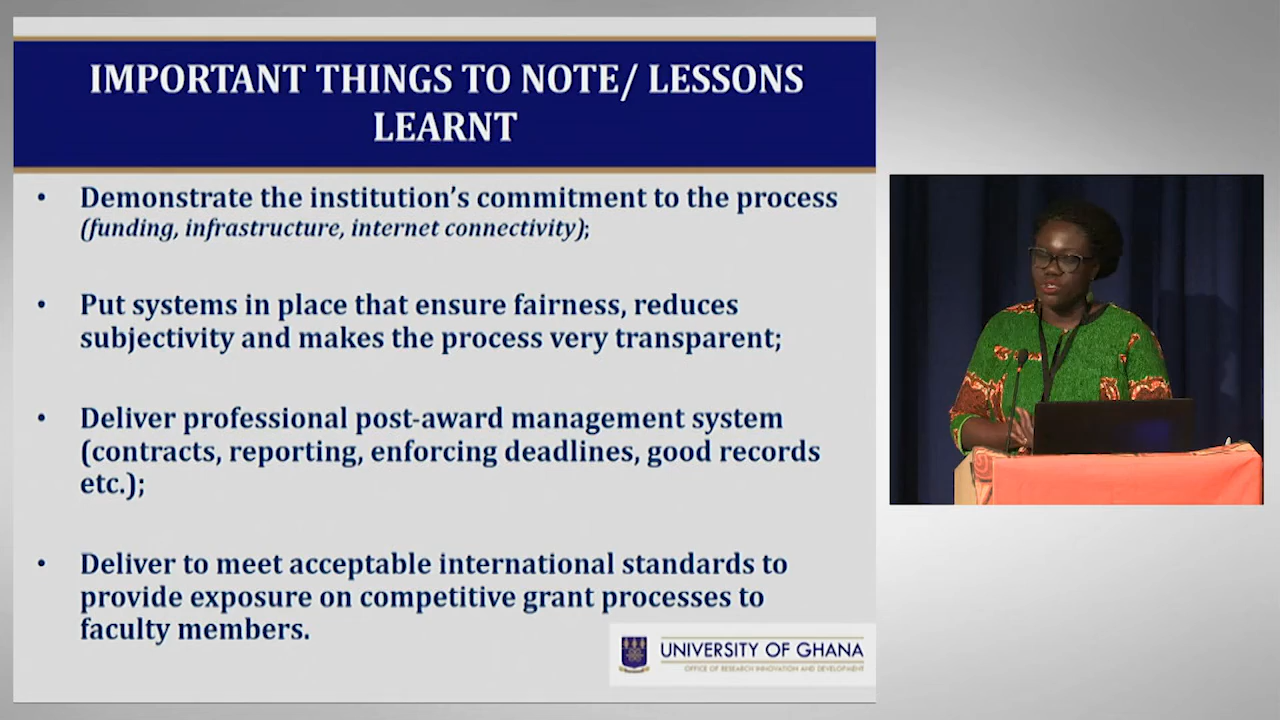 IMPORTANT THINGS TO NOTE/ LESSONS
LEARNT
• Demonstrate the institution's commitment to the process
(funding, infrastructure, internet connectivity);
• Put systems in place that ensure fairness, reduces
subjectivity and makes the process very transparent;
• Deliver professional post-award management system
(contracts, reporting, enforcing deadlines, good records
etc.);
• Deliver to meet acceptable international standards to
provide exposure on competitive grant processes to
faculty members.
UNIVERSITY OF GHANA
OFFICE OF RESEARCH INNOVATION AND DEVELOPMENT